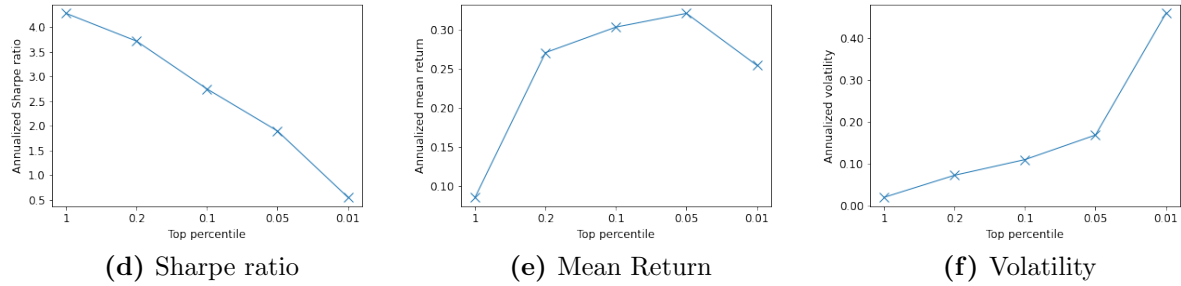 Annualized Sharpe ratio
4.0
3.5
3.0
2.5
2.0
1.5
1.0
0.5
1 0.2 0.1 0.05 0.01
Top percentile
(d) Sharpe ratio
Annualized mean return
0.30
0.25
0.20
0.15
0.10
1 0.2 0.1 0.05 0.01
Top percentile
(e) Mean Return
Annualized volatility
0.40
0.30
0.20
0.10
0.00
1 0.2 0.1 0.05 0.01
Top percentile
(f) Volatility